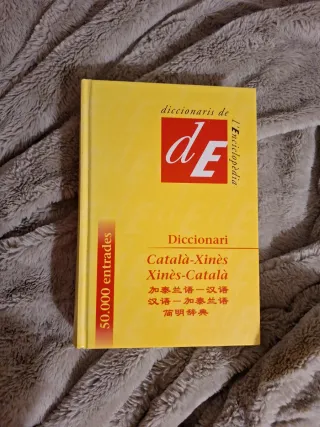 diccionaris de
l'Enciclopèdia
dE
Diccionari
Català-Xinès
Xinès-Català
加泰兰语－汉语
汉语－加泰兰语
简明辞典
50.000 entrades